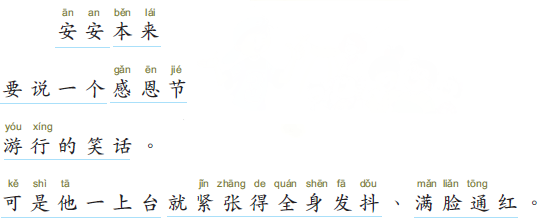 ān an běn lái
安安本来
gǎn ēn jié
要说一个感恩节
yóu xíng
游行的笑话。
kě shì tā jǐn zhāng de quán shēn fā dǒu mǎn liǎn tōng
可是他一上台就紧张得全身发抖、满脸通红。